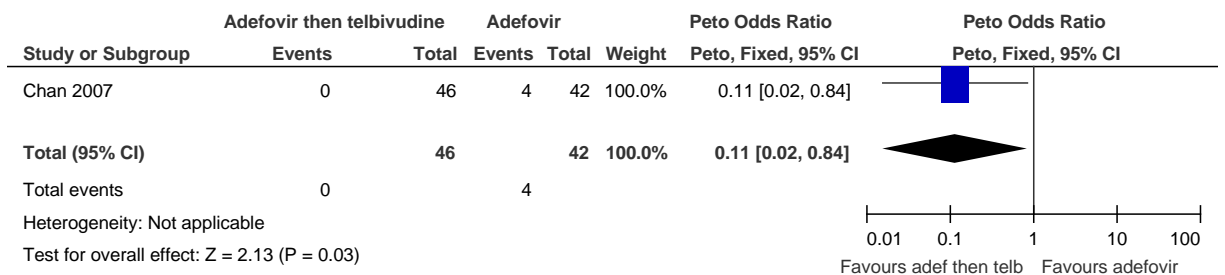 Adefovir then telbivudine Adefovir Peto Odds Ratio Peto Odds Ratio
Study or Subgroup Events Total Events Total Weight Peto, Fixed, 95% CI Peto, Fixed, 95% CI
Chan 2007 0 46 4 42 100.0% 0.11 [0.02, 0.84]
Total (95% CI) 46 42 100.0% 0.11 [0.02, 0.84]
Total events 0 4
Heterogeneity: Not applicable
Test for overall effect: Z = 2.13 (P = 0.03)
0.01 0.1 1 10 100
Favours adef then telb Favours adefovir